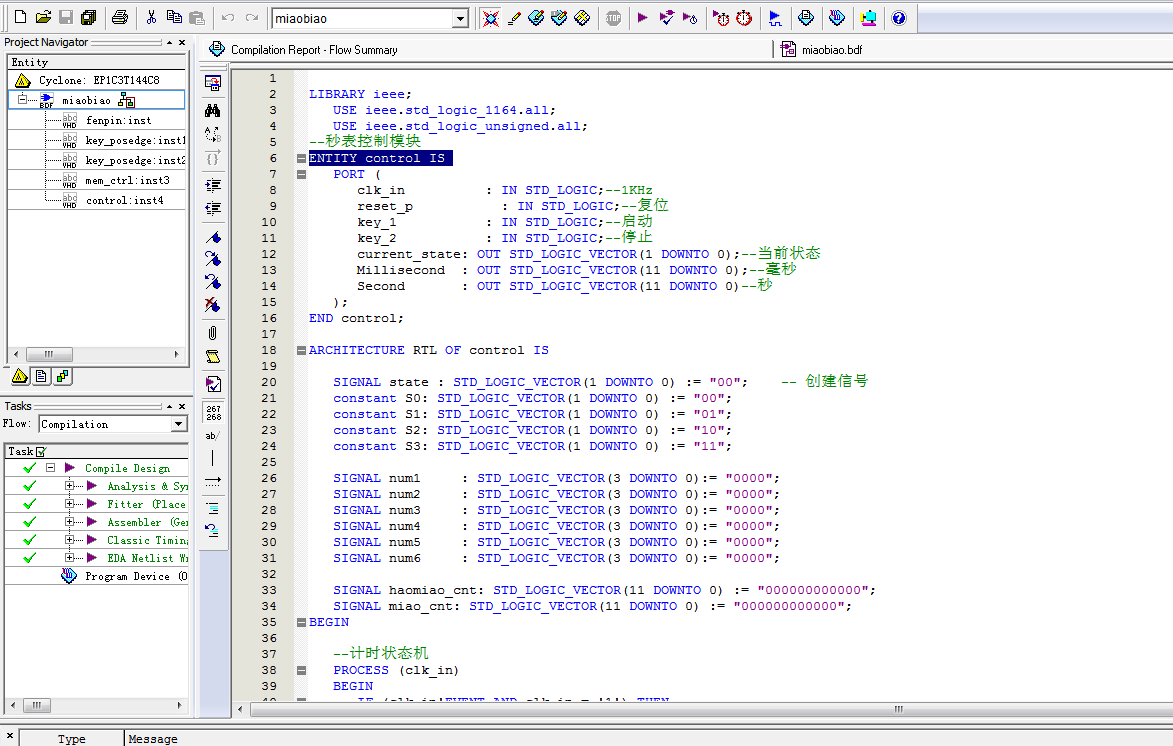 miaobiao
Project Navigator
Compilation Report - Flow Summary
miaobiao.bdf
Entity
Cyclone: EP1C3T144C8
miaobiao
fenpin:inst
key_posedge:inst1
key_posedge:inst2
mem_ctrl:inst3
control:inst4
Tasks
Flow: Compilation
Task
Compile Design
Analysis & Sy
Fitter (Place
Assembler (Ge
Classic Timin
EDA Netlist W
Program Device (O
1
2 LIBRARY ieee;
3 USE ieee.std_logic_1164.all;
4 USE ieee.std_logic_unsigned.all;
5 --秒表控制模块
6 ENTITY control IS
7 PORT (
8 clk_in : IN STD_LOGIC;--1KHz
9 reset_p : IN STD_LOGIC;--复位
10 key_1 : IN STD_LOGIC;--启动
11 key_2 : IN STD_LOGIC;--停止
12 current_state: OUT STD_LOGIC_VECTOR(1 DOWNTO 0);--当前状态
13 Millisecond : OUT STD_LOGIC_VECTOR(11 DOWNTO 0);--毫秒
14 Second : OUT STD_LOGIC_VECTOR(11 DOWNTO 0)--秒
15 );
16 END control;
17
18 ARCHITECTURE RTL OF control IS
19
20 SIGNAL state : STD_LOGIC_VECTOR(1 DOWNTO 0) := "00"; -- 创建信号
21 constant S0: STD_LOGIC_VECTOR(1 DOWNTO 0) := "00";
22 constant S1: STD_LOGIC_VECTOR(1 DOWNTO 0) := "01";
23 constant S2: STD_LOGIC_VECTOR(1 DOWNTO 0) := "10";
24 constant S3: STD_LOGIC_VECTOR(1 DOWNTO 0) := "11";
25
26 SIGNAL num1 : STD_LOGIC_VECTOR(3 DOWNTO 0):= "0000";
27 SIGNAL num2 : STD_LOGIC_VECTOR(3 DOWNTO 0):= "0000";
28 SIGNAL num3 : STD_LOGIC_VECTOR(3 DOWNTO 0):= "0000";
29 SIGNAL num4 : STD_LOGIC_VECTOR(3 DOWNTO 0):= "0000";
30 SIGNAL num5 : STD_LOGIC_VECTOR(3 DOWNTO 0):= "0000";
31 SIGNAL num6 : STD_LOGIC_VECTOR(3 DOWNTO 0):= "0000";
32
33 SIGNAL haomiao_cnt: STD_LOGIC_VECTOR(11 DOWNTO 0) := "000000000000";
34 SIGNAL miao_cnt: STD_LOGIC_VECTOR(11 DOWNTO 0) := "000000000000";
35 BEGIN
36
37 --计时状态机
38 PROCESS (clk_in)
39 BEGIN
40 IF (clk_in'EVENT AND clk_in = '1') THEN
Type Message